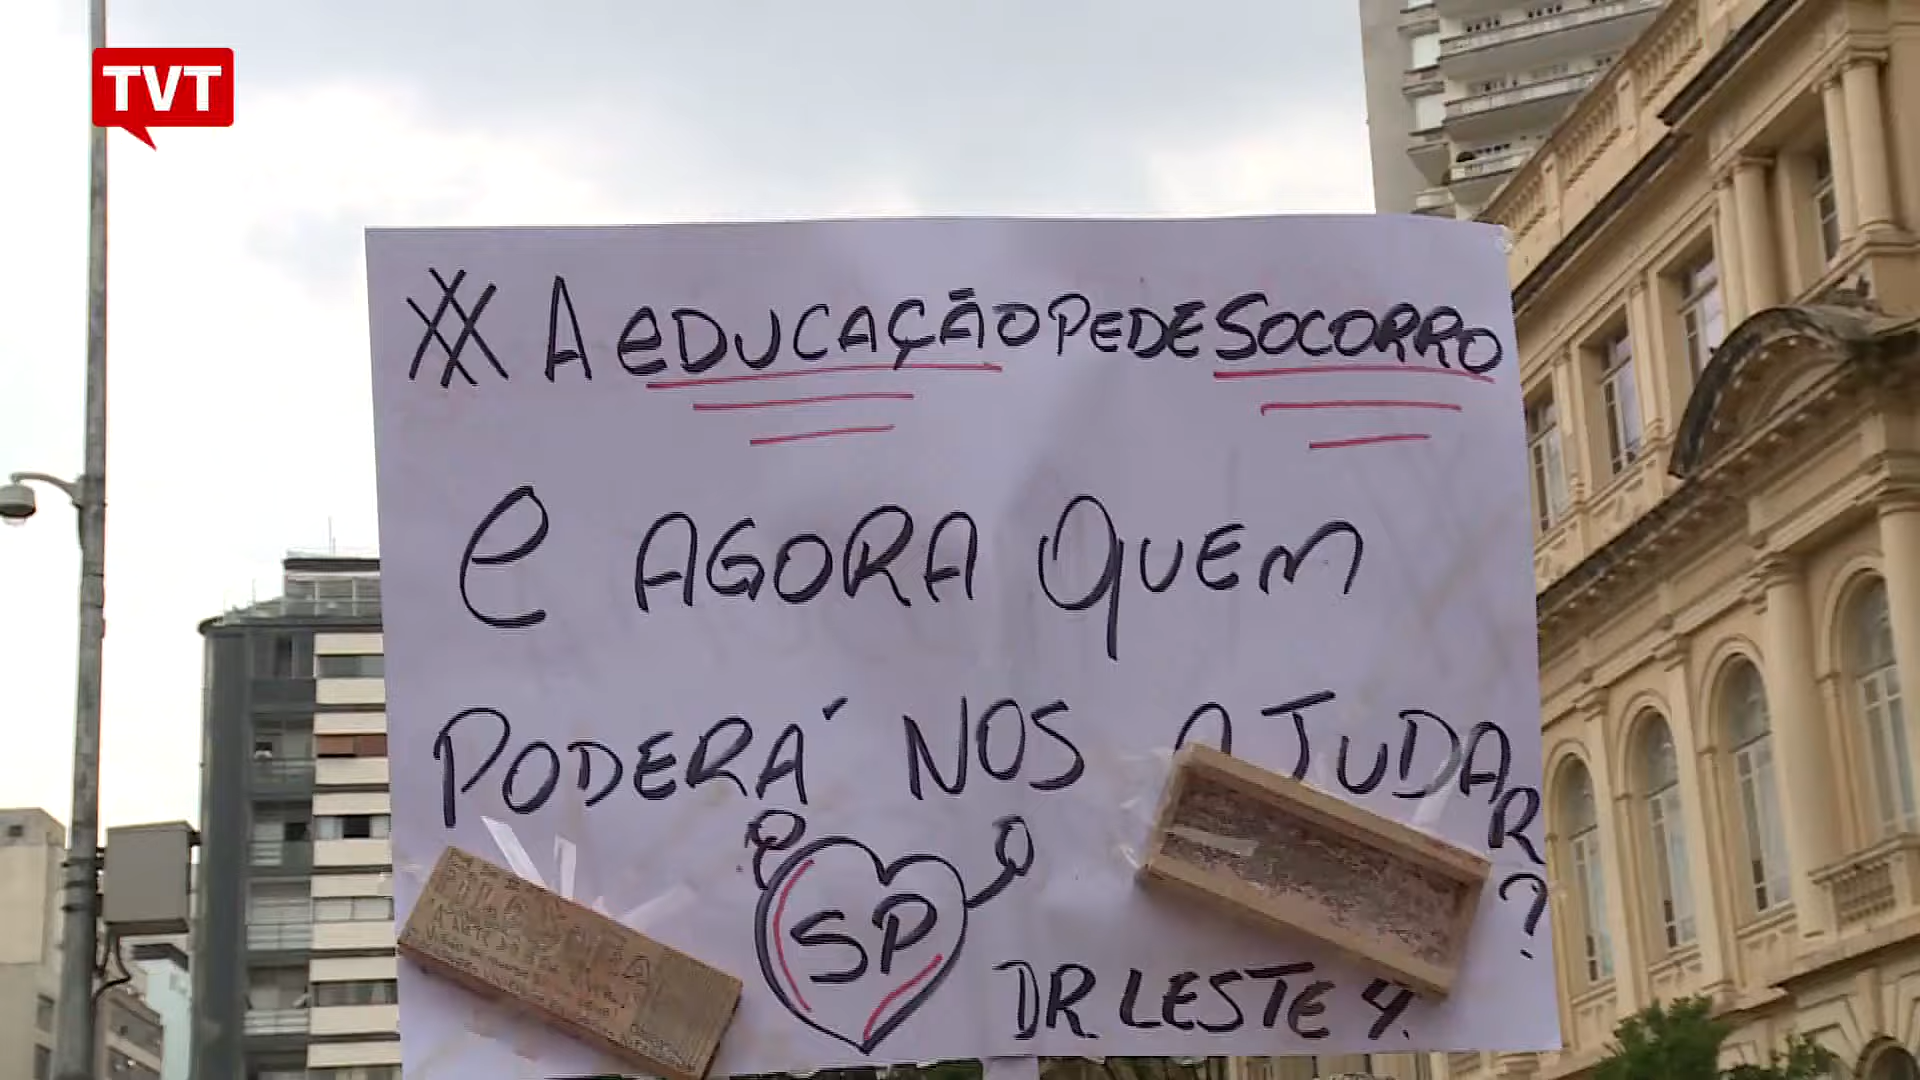 TVT
# A eDUCAÇÃO PEDE SOCORRO
e AGORA QUEM
PODERÁ NOS AJUDAR?
SP
DR LESTE 4.